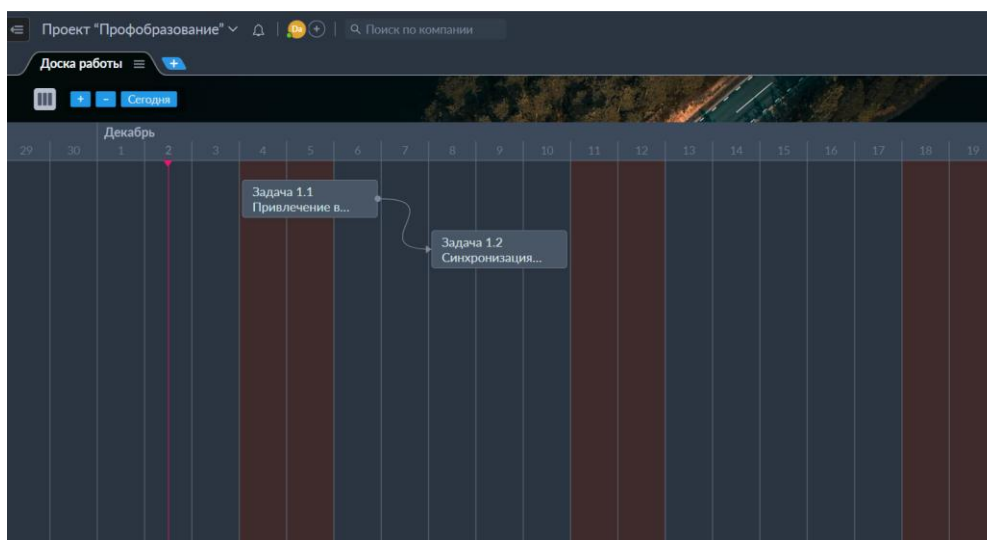 Проект “Профобразование”
Da
Поиск по компании
Доска работы
Сегодня
Декабрь
29 30 1 2 3 4 5 6 7 8 9 10 11 12 13 14 15 16 17 18 19
Задача 1.1
Привлечение в...
Задача 1.2
Синхронизация...